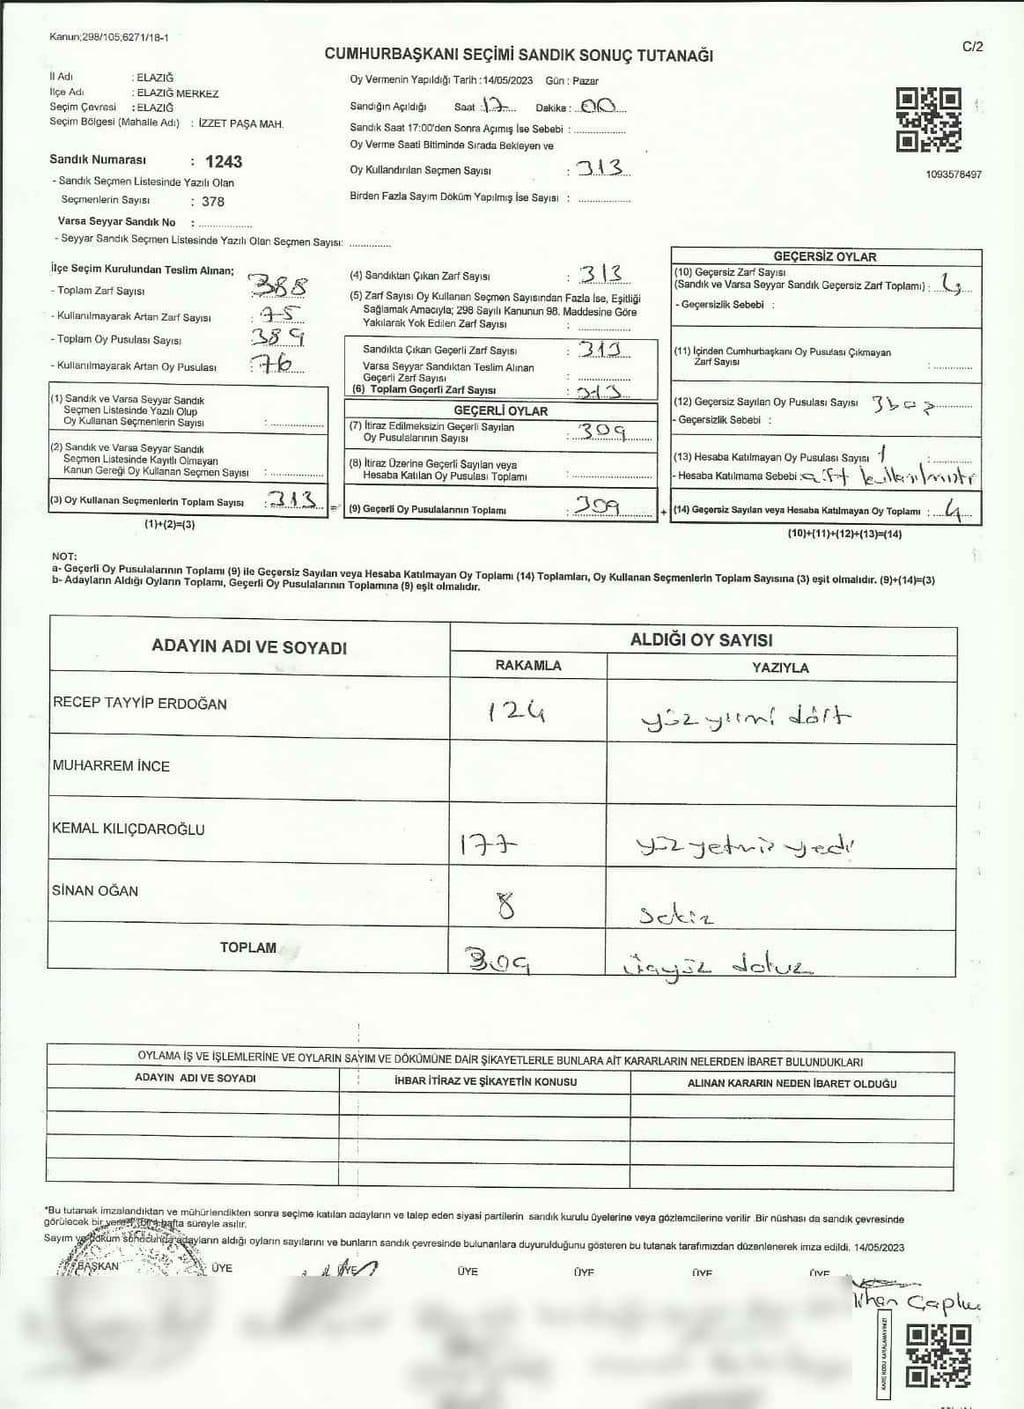 Kanun;298/105;6271/18-1
C/2
CUMHURBAŞKANI SEÇİMİ SANDIK SONUÇ TUTANAĞI
İl Adı : ELAZIĞ
İlçe Adı : ELAZIĞ MERKEZ
Seçim Çevresi : ELAZIĞ
Seçim Bölgesi (Mahalle Adı) : İZZET PAŞA MAH.
Sandık Numarası : 1243
- Sandık Seçmen Listesinde Yazılı Olan
Seçmenlerin Sayısı : 378
Varsa Seyyar Sandık No : ..................
- Seyyar Sandık Seçmen Listesinde Yazılı Olan Seçmen Sayısı: ..............
Oy Vermenin Yapıldığı Tarih :14/05/2023 Gün : Pazar
Sandığın Açıldığı Saat : 17 Dakika : 00
Sandık Saat 17:00'den Sonra Açımış İse Sebebi : ..................
Oy Verme Saati Bitiminde Sırada Bekleyen ve
Oy Kullandırılan Seçmen Sayısı : 313
Birden Fazla Sayım Döküm Yapılmış İse Sayısı : ..................
1093578497
İlçe Seçim Kurulundan Teslim Alınan;
- Toplam Zarf Sayısı : 388
- Kullanılmayarak Artan Zarf Sayısı : 75
- Toplam Oy Pusulası Sayısı : 389
- Kullanılmayarak Artan Oy Pusulası : 76
(1) Sandık ve Varsa Seyyar Sandık
Seçmen Listesinde Yazılı Olup
Oy Kullanan Seçmenlerin Sayısı : ..................
(2) Sandık ve Varsa Seyyar Sandık
Seçmen Listesinde Kayıtlı Olmayan
Kanun Gereği Oy Kullanan Seçmen Sayısı : ..................
(3) Oy Kullanan Seçmenlerin Toplam Sayısı : 313
(1)+(2)=(3)
(4) Sandıktan Çıkan Zarf Sayısı : 313
(5) Zarf Sayısı Oy Kullanan Seçmen Sayısından Fazla İse, Eşitliği
Sağlamak Amacıyla; 298 Sayılı Kanunun 98. Maddesine Göre
Yakılarak Yok Edilen Zarf Sayısı : ..................
Sandıkta Çıkan Geçerli Zarf Sayısı : 313
Varsa Seyyar Sandıktan Teslim Alınan
Geçerli Zarf Sayısı : ..................
(6) Toplam Geçerli Zarf Sayısı : 313
GEÇERLİ OYLAR
(7) İtiraz Edilmeksizin Geçerli Sayılan
Oy Pusulalarının Sayısı : 309
(8) İtiraz Üzerine Geçerli Sayılan veya
Hesaba Katılan Oy Pusulası Toplamı : ..................
= (9) Geçerli Oy Pusulalarının Toplamı : 309
GEÇERSİZ OYLAR
(10) Geçersiz Zarf Sayısı
(Sandık ve Varsa Seyyar Sandık Geçersiz Zarf Toplamı) : 4
- Geçersizlik Sebebi :
(11) İçinden Cumhurbaşkanı Oy Pusulası Çıkmayan
Zarf Sayısı : ..................
(12) Geçersiz Sayılan Oy Pusulası Sayısı 3 boş
- Geçersizlik Sebebi :
(13) Hesaba Katılmayan Oy Pusulası Sayısı 1 : ..................
- Hesaba Katılmama Sebebi : çift kullanılmıştır
+ (14) Geçersiz Sayılan veya Hesaba Katılmayan Oy Toplamı : 4
(10)+(11)+(12)+(13)=(14)
NOT:
a- Geçerli Oy Pusulalarının Toplamı (9) ile Geçersiz Sayılan veya Hesaba Katılmayan Oy Toplamı (14) Toplamları, Oy Kullanan Seçmenlerin Toplam Sayısına (3) eşit olmalıdır. (9)+(14)=(3)
b- Adayların Aldığı Oyların Toplamı, Geçerli Oy Pusulalarının Toplamına (9) eşit olmalıdır.
ADAYIN ADI VE SOYADI
ALDIĞI OY SAYISI
RAKAMLA YAZIYLA
RECEP TAYYİP ERDOĞAN 124 yüz yirmi dört
MUHARREM İNCE
KEMAL KILIÇDAROĞLU 177 yüz yetmiş yedi
SİNAN OĞAN 8 sekiz
TOPLAM 309 üçyüz dokuz
OYLAMA İŞ VE İŞLEMLERİNE VE OYLARIN SAYIM VE DÖKÜMÜNE DAİR ŞİKAYETLERLE BUNLARA AİT KARARLARIN NELERDEN İBARET BULUNDUKLARI
ADAYIN ADI VE SOYADI İHBAR İTİRAZ VE ŞİKAYETİN KONUSU ALINAN KARARIN NEDEN İBARET OLDUĞU
*Bu tutanak imzalandıktan ve mühürlendikten sonra seçime katılan adayların ve talep eden siyasi partilerin sandık kurulu üyelerine veya gözlemcilerine verilir .Bir nüshası da sandık çevresinde
görülecek bir yerde, bir hafta süreyle asılır.
Sayım ve döküm sonucunda adayların aldığı oyların sayılarını ve bunların sandık çevresinde bulunanlara duyurulduğunu gösteren bu tutanak tarafımızdan düzenlenerek imza edildi. 14/05/2023
BAŞKAN ÜYE ÜYE ÜYE ÜYE ÜYE ÜYE